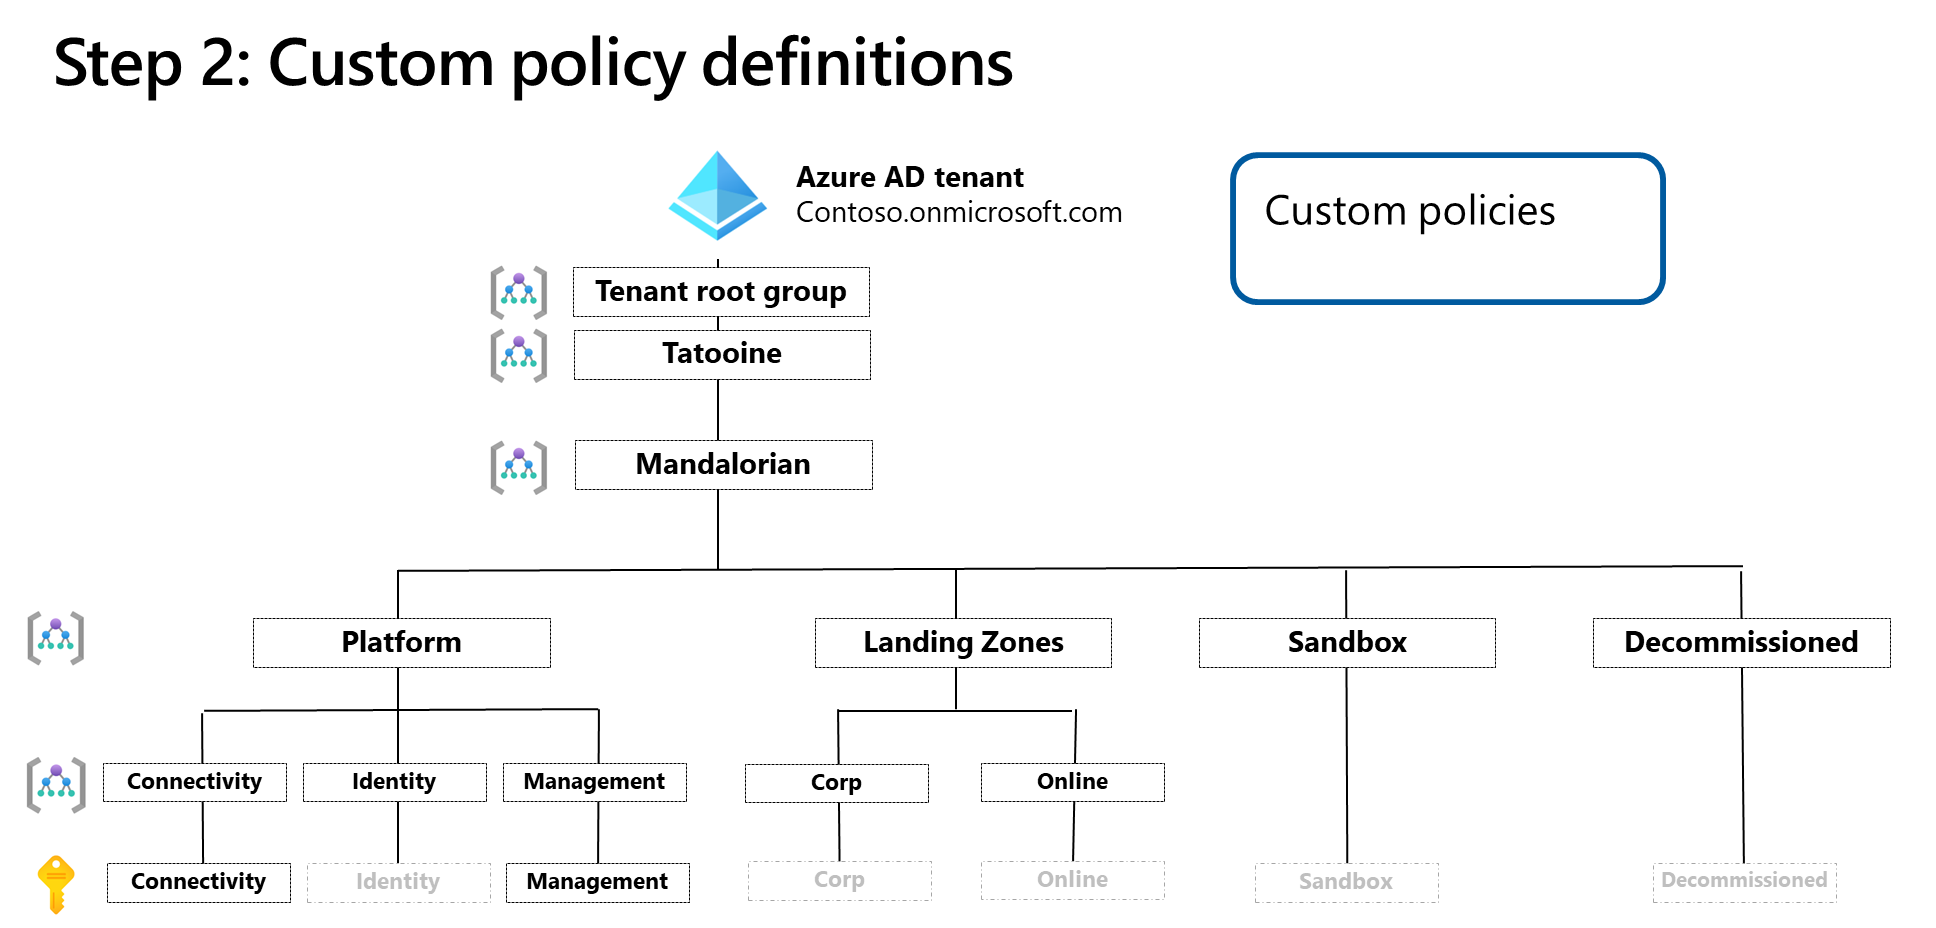 Step 2: Custom policy definitions
Azure AD tenant
Contoso.onmicrosoft.com
Custom policies
Tenant root group
Tatooine
Mandalorian
Platform
Landing Zones
Sandbox
Decommissioned
Connectivity
Identity
Management
Corp
Online
Connectivity
Identity
Management
Corp
Online
Sandbox
Decommissioned